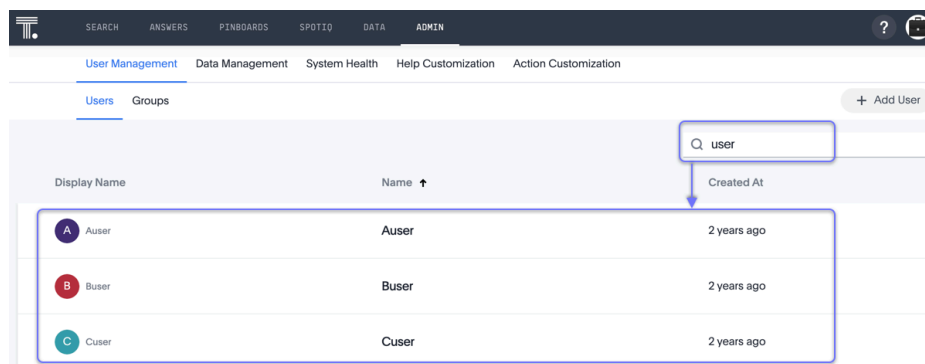 T. SEARCH ANSWERS PINBOARDS SPOTIQ DATA ADMIN ?
User Management Data Management System Health Help Customization Action Customization
Users Groups + Add User
user
Display Name Name ↑ Created At
A Auser Auser 2 years ago
B Buser Buser 2 years ago
C Cuser Cuser 2 years ago